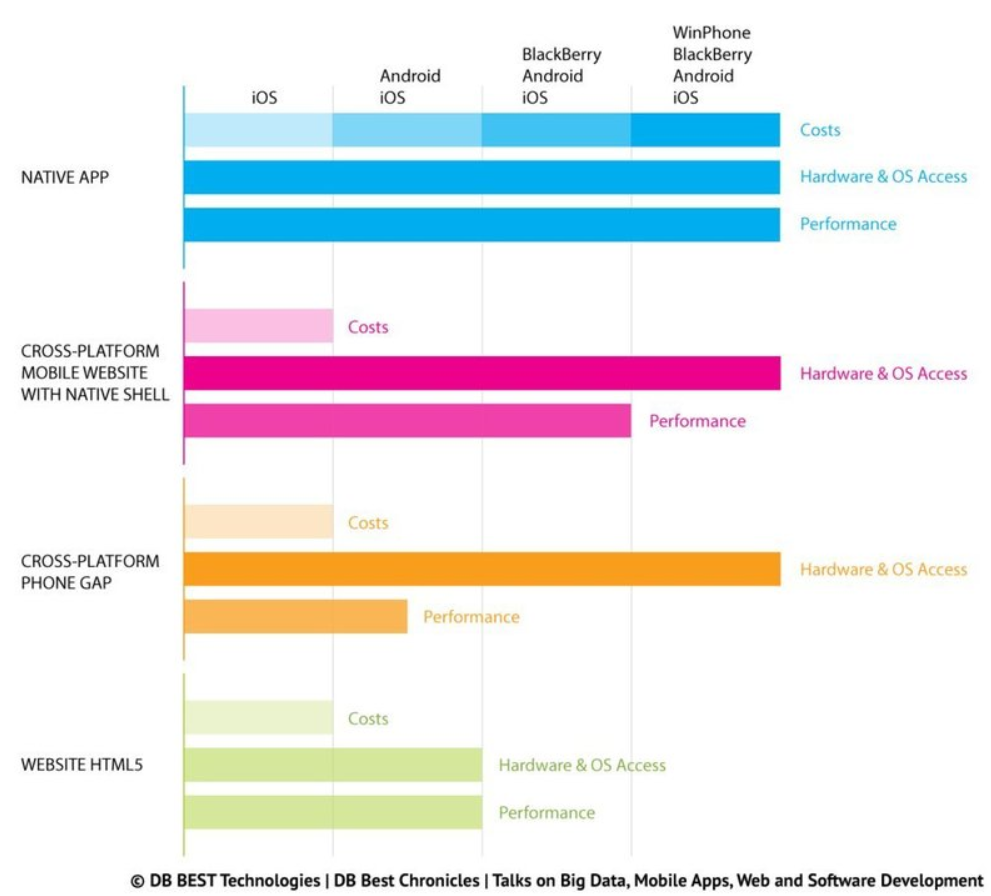 WinPhone
BlackBerry
BlackBerry
Android
Android
Android
iOS
iOS
iOS
iOS
Costs
NATIVE APP
Hardware & OS Access
Performance
Costs
CROSS-PLATFORM
MOBILE WEBSITE
WITH NATIVE SHELL
Hardware & OS Access
Performance
Costs
CROSS-PLATFORM
PHONE GAP
Hardware & OS Access
Performance
Costs
WEBSITE HTML5
Hardware & OS Access
Performance
© DB BEST Technologies | DB Best Chronicles | Talks on Big Data, Mobile Apps, Web and Software Development